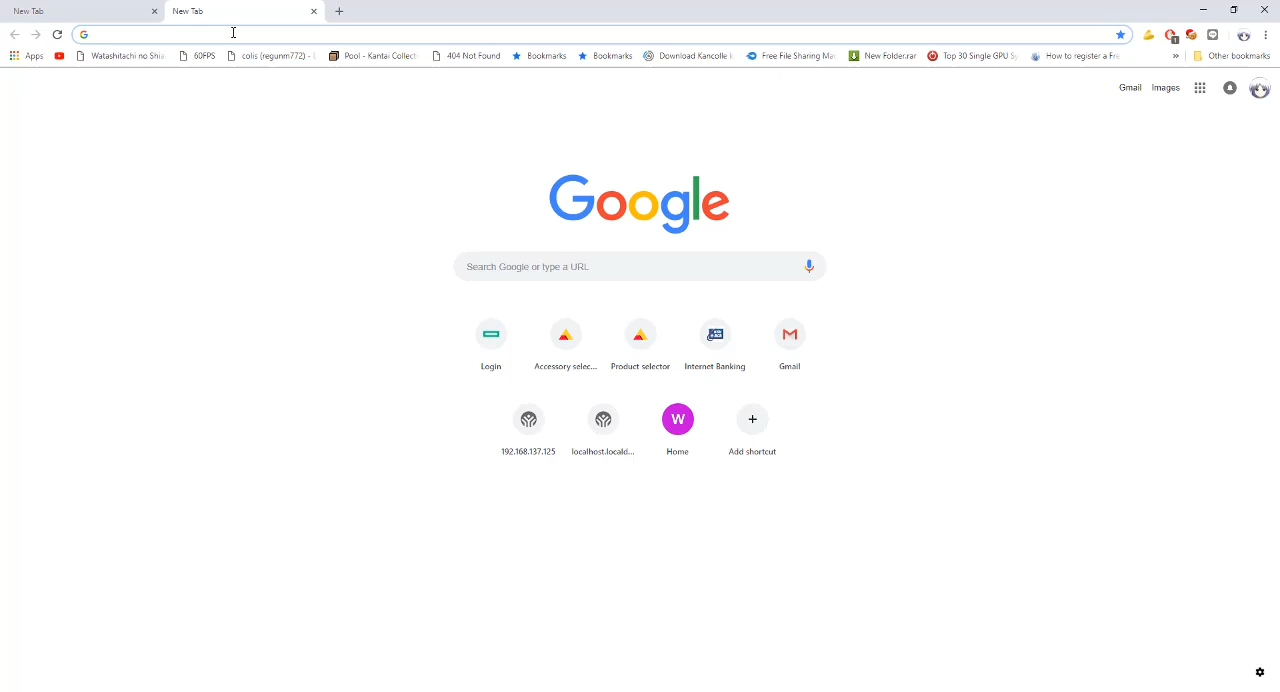 New Tab
New Tab
Apps Watashitachi no Shia 60FPS colis (regunm772) - Pool - Kantai Collect 404 Not Found Bookmarks Bookmarks Download Kancolle Free File Sharing Ma New Folder.rar Top 30 Single GPU Sy How to register a Fre » Other bookmarks
Gmail Images
Google
Search Google or type a URL
Login Accessory selec... Product selector Internet Banking Gmail
W
192.168.137.125 localhost.locald... Home Add shortcut